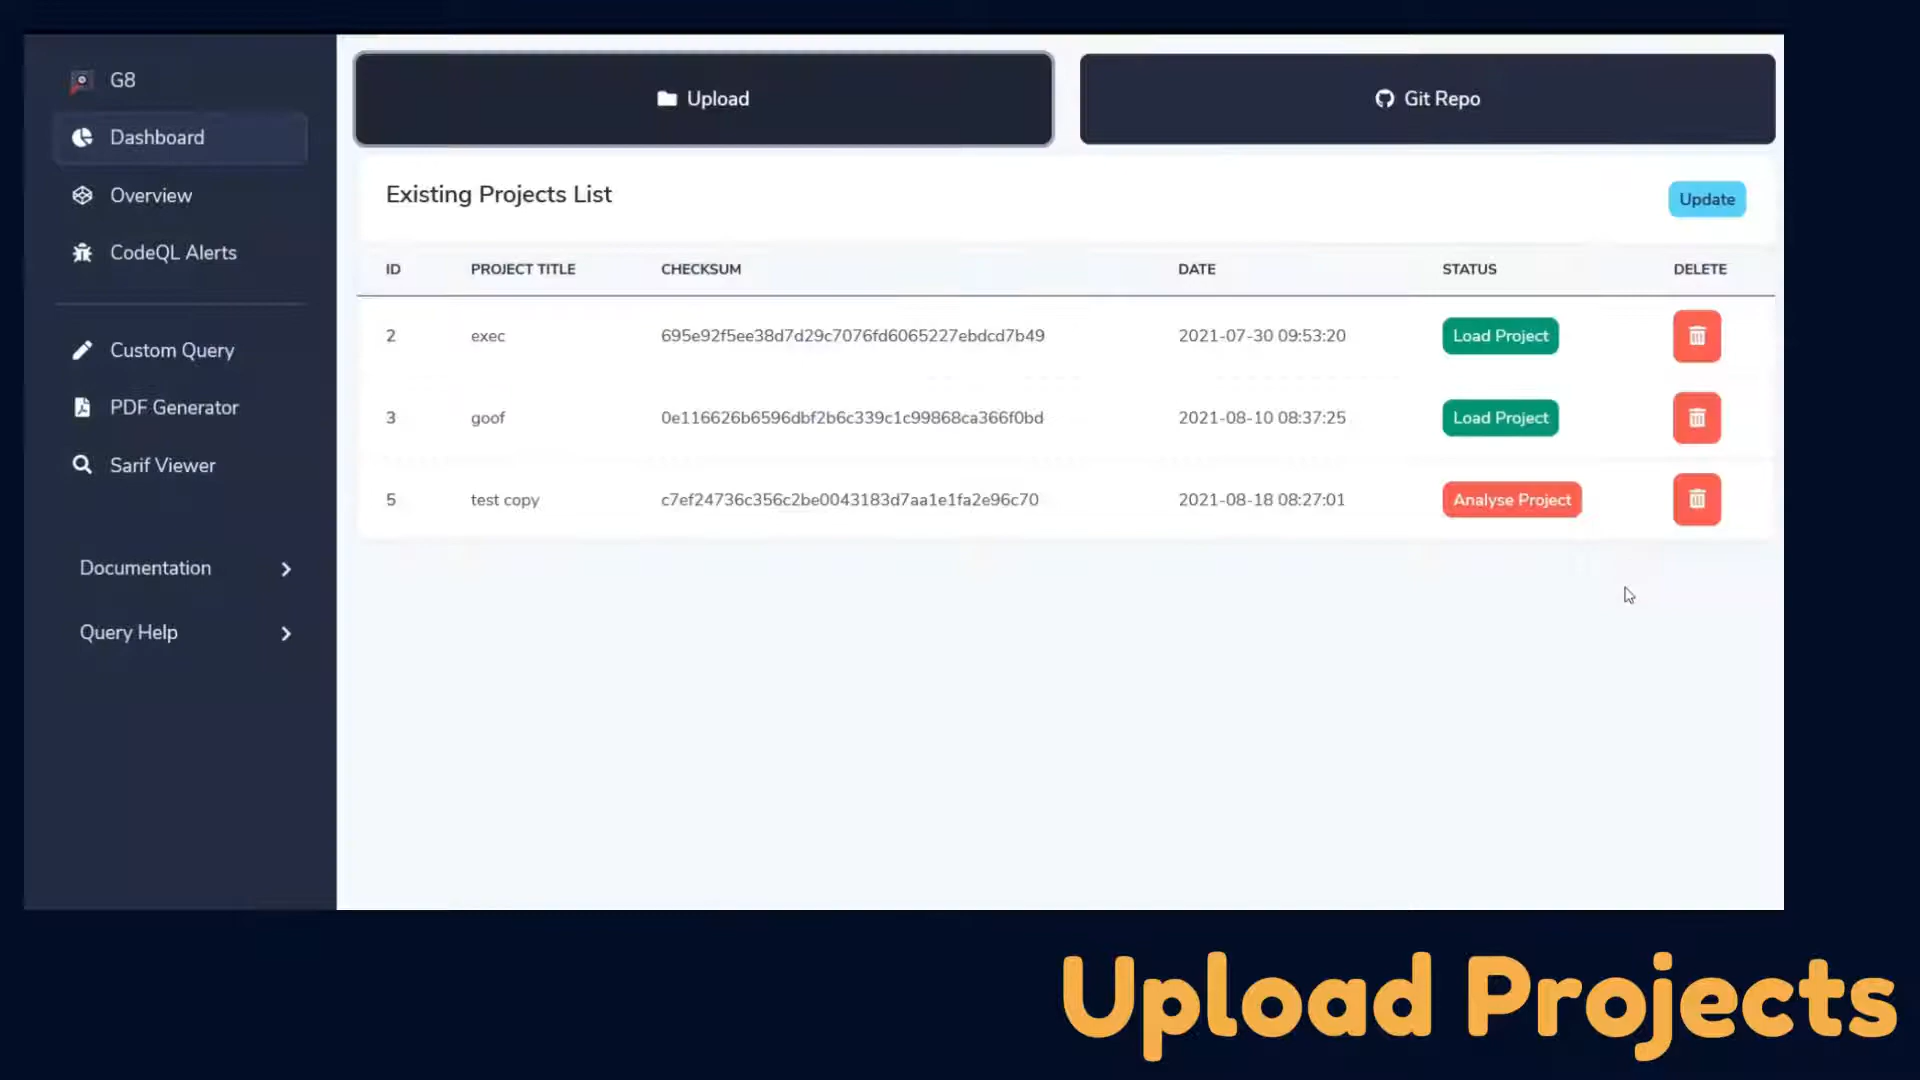 G8
Dashboard
Overview
CodeQL Alerts
Custom Query
PDF Generator
Sarif Viewer
Documentation
Query Help
Upload
Git Repo
Existing Projects List
Update
ID PROJECT TITLE CHECKSUM DATE STATUS DELETE
2 exec 695e92f5ee38d7d29c7076fd6065227ebdcd7b49 2021-07-30 09:53:20 Load Project
3 goof 0e116626b6596dbf2b6c339c1c99868ca366f0bd 2021-08-10 08:37:25 Load Project
5 test copy c7ef24736c356c2be0043183d7aa1e1fa2e96c70 2021-08-18 08:27:01 Analyse Project
Upload Projects